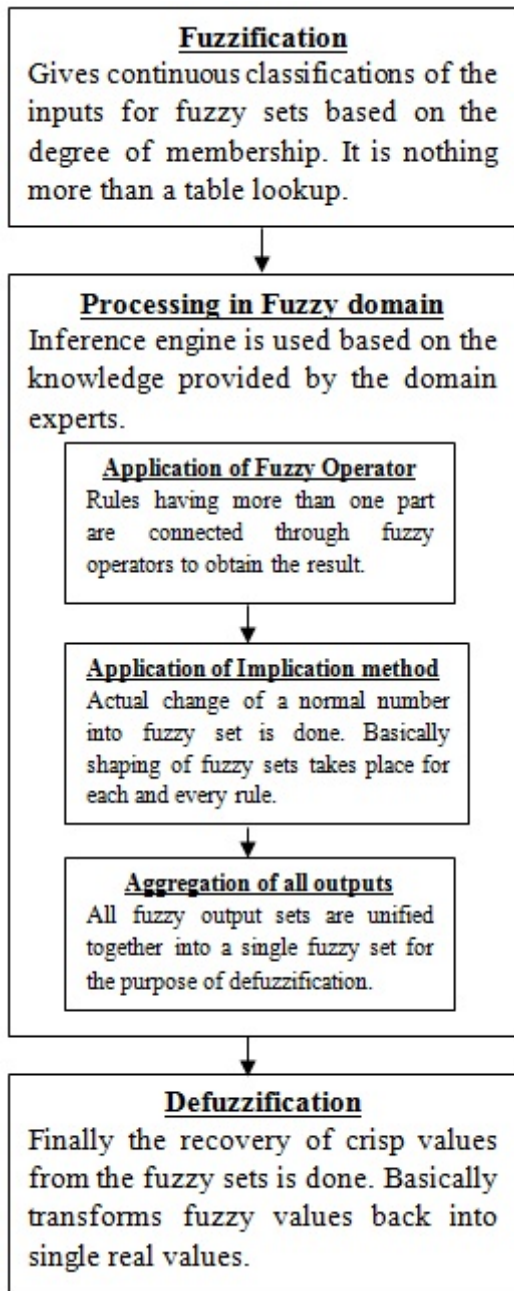 Fuzzification
Gives continuous classifications of the
inputs for fuzzy sets based on the
degree of membership. It is nothing
more than a table lookup.
Processing in Fuzzy domain
Inference engine is used based on the
knowledge provided by the domain
experts.
Application of Fuzzy Operator
Rules having more than one part
are connected through fuzzy
operators to obtain the result.
Application of Implication method
Actual change of a normal number
into fuzzy set is done. Basically
shaping of fuzzy sets takes place for
each and every rule.
Aggregation of all outputs
All fuzzy output sets are unified
together into a single fuzzy set for
the purpose of defuzzification.
Defuzzification
Finally the recovery of crisp values
from the fuzzy sets is done. Basically
transforms fuzzy values back into
single real values.